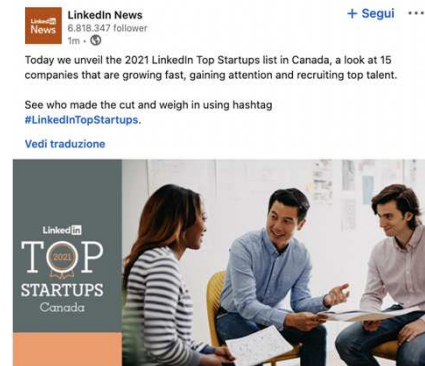 Linked in
News
LinkedIn News
6.818.347 follower
1m •
+ Segui
Today we unveil the 2021 LinkedIn Top Startups list in Canada, a look at 15
companies that are growing fast, gaining attention and recruiting top talent.
See who made the cut and weigh in using hashtag
#LinkedInTopStartups.
Vedi traduzione
Linked in
TOP
2021
STARTUPS
Canada